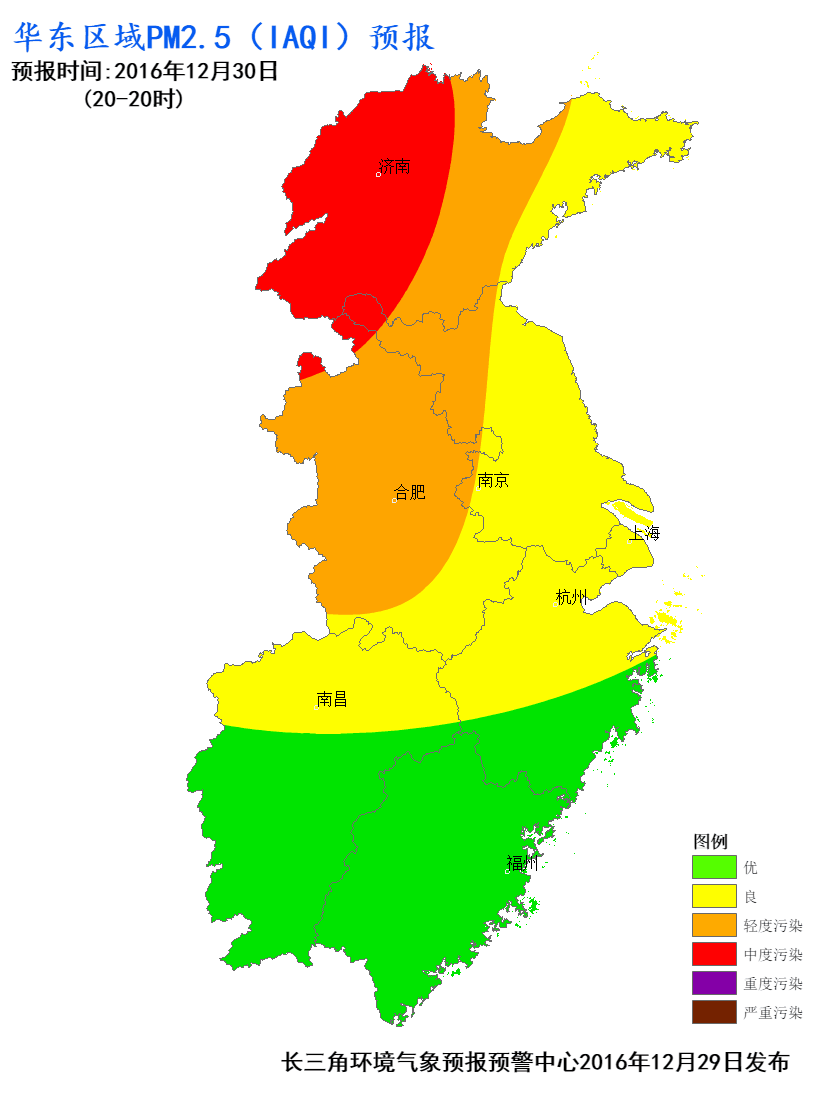 华东区域PM2.5（IAQI）预报
预报时间:2016年12月30日
(20-20时)
济南
合肥
南京
上海
杭州
南昌
福州
图例
优
良
轻度污染
中度污染
重度污染
严重污染
长三角环境气象预报预警中心2016年12月29日发布